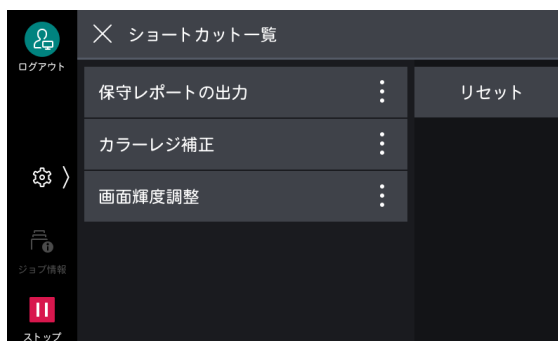 ログアウト
ショートカット一覧
保守レポートの出力
リセット
カラーレジ補正
画面輝度調整
ジョブ情報
ストップ